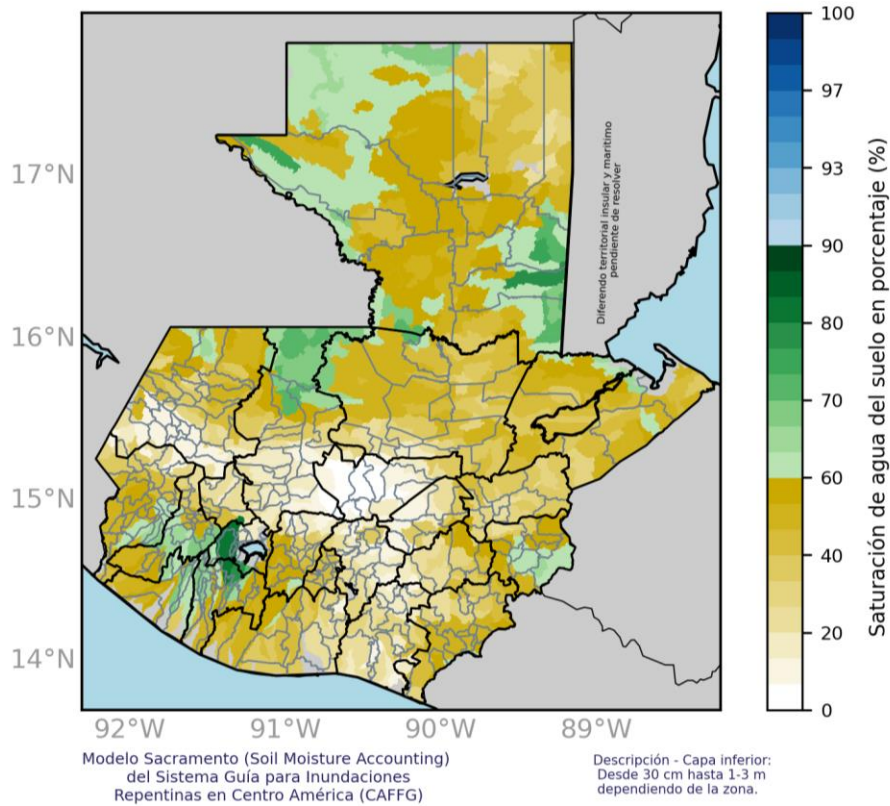 17°N
16°N
15°N
14°N
92°W
91°W
90°W
89°W
Diferendo territorial insular y marítimo
pendiente de resolver
100
97
93
90
80
70
60
40
20
0
Saturación de agua del suelo en porcentaje (%)
Modelo Sacramento (Soil Moisture Accounting)
del Sistema Guía para Inundaciones
Repentinas en Centro América (CAFFG)
Descripción - Capa inferior:
Desde 30 cm hasta 1-3 m
dependiendo de la zona.